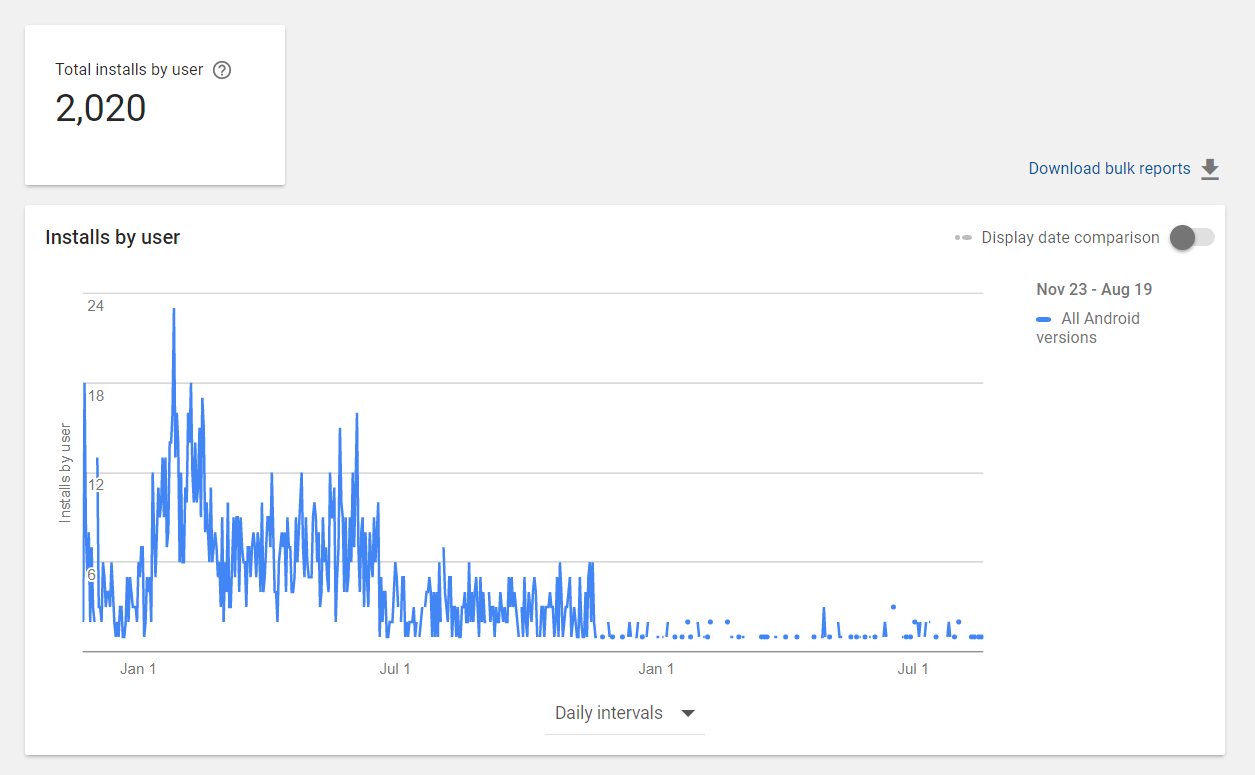 Total installs by user
2,020
Download bulk reports
Installs by user
Display date comparison
Nov 23 - Aug 19
All Android
versions
24
18
12
6
Installs by user
Jan 1
Jul 1
Jan 1
Jul 1
Daily intervals